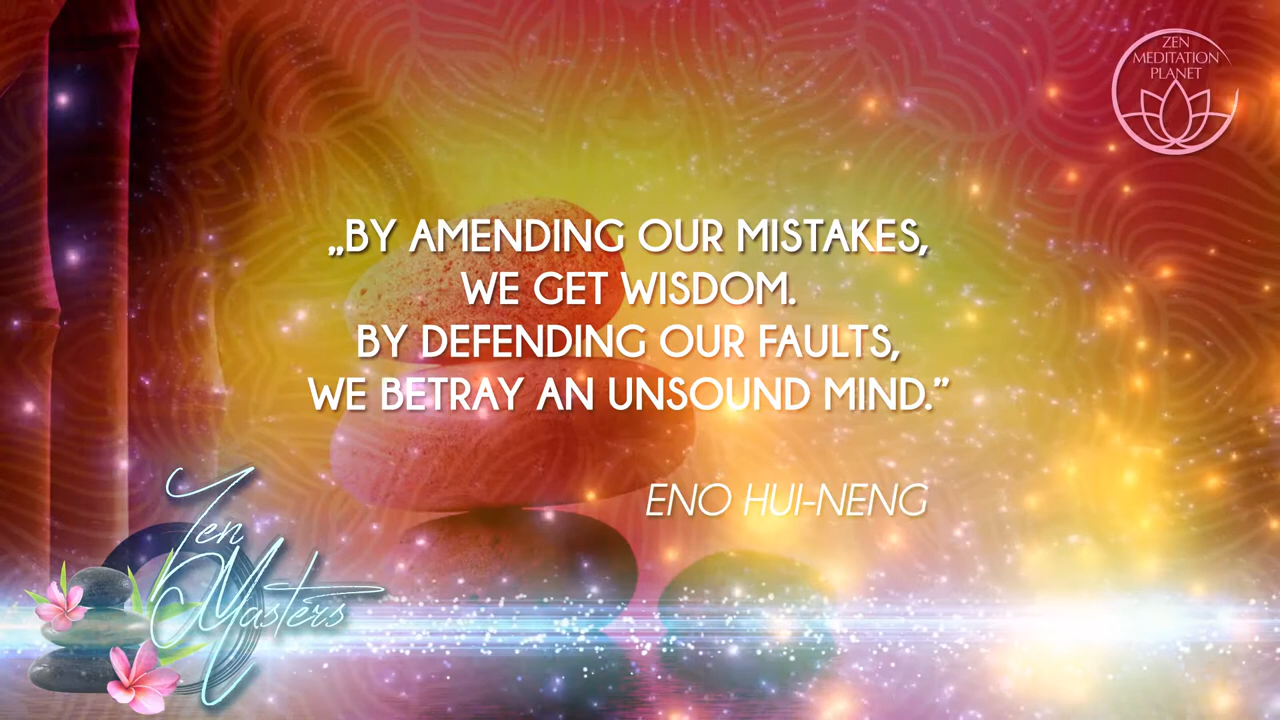 ZEN
MEDITATION
PLANET
„BY AMENDING OUR MISTAKES,
WE GET WISDOM.
BY DEFENDING OUR FAULTS,
WE BETRAY AN UNSOUND MIND.”
ENO HUI-NENG
Zen
Masters